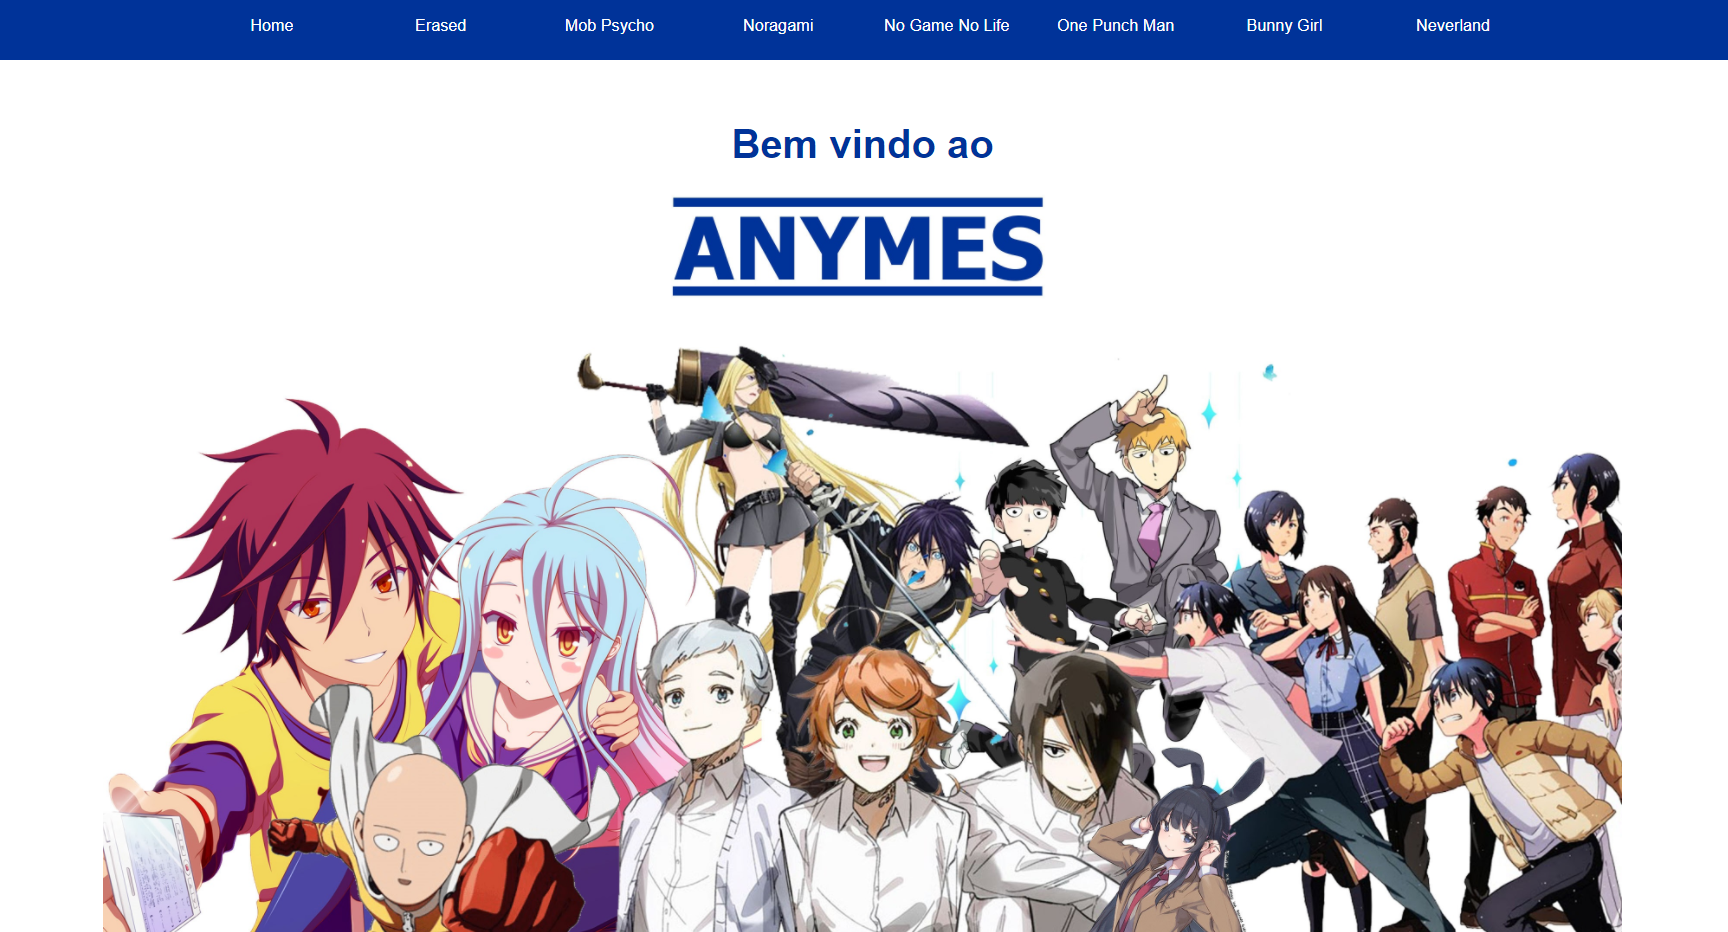 Home Erased Mob Psycho Noragami No Game No Life One Punch Man Bunny Girl Neverland
Bem vindo ao
ANYMES